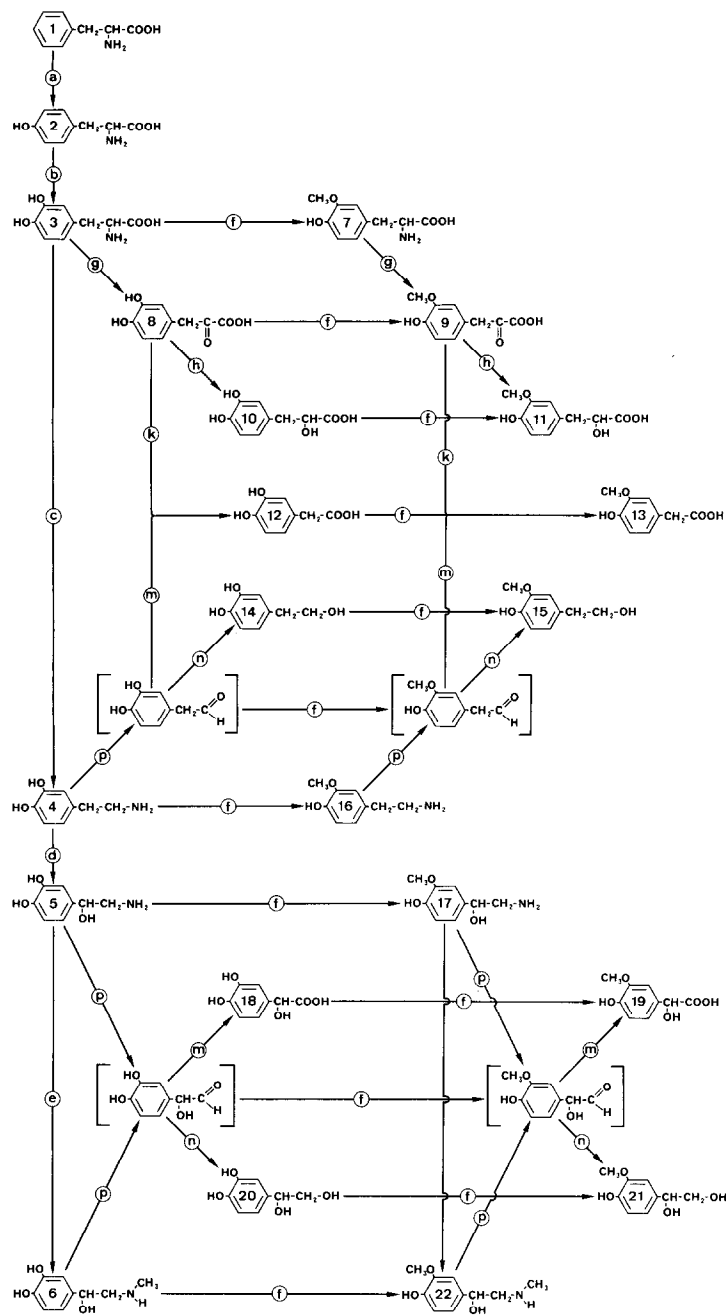 1 CH₂-CH-COOH
NH₂
a
HO 2 CH₂-CH-COOH
NH₂
b
HO CH₃O
HO 3 CH₂-CH-COOH f HO 7 CH₂-CH-COOH
NH₂ NH₂
g g
HO CH₃O
HO 8 CH₂-C-COOH f HO 9 CH₂-C-COOH
O O
h h
HO CH₃O
HO 10 CH₂-CH-COOH f HO 11 CH₂-CH-COOH
OH OH
k k
HO CH₃O
c HO 12 CH₂-COOH f HO 13 CH₂-COOH
m m
HO CH₃O
HO 14 CH₂-CH₂-OH f HO 15 CH₂-CH₂-OH
n n
HO O CH₃O O
HO CH₂-C H f HO CH₂-C H
p p
HO CH₃O
HO 4 CH₂-CH₂-NH₂ f HO 16 CH₂-CH₂-NH₂
d
HO CH₃O
HO 5 CH-CH₂-NH₂ f HO 17 CH-CH₂-NH₂
OH OH
p p
HO CH₃O
HO 18 CH-COOH f HO 19 CH-COOH
OH OH
m m
HO O CH₃O O
e HO CH-C H f HO CH-C H
OH OH
n n
HO CH₃O
HO 20 CH-CH₂-OH f HO 21 CH-CH₂-OH
OH OH
p p
HO CH₃O
HO 6 CH-CH₂-N CH₃ H f HO 22 CH-CH₂-N CH₃ H
OH OH